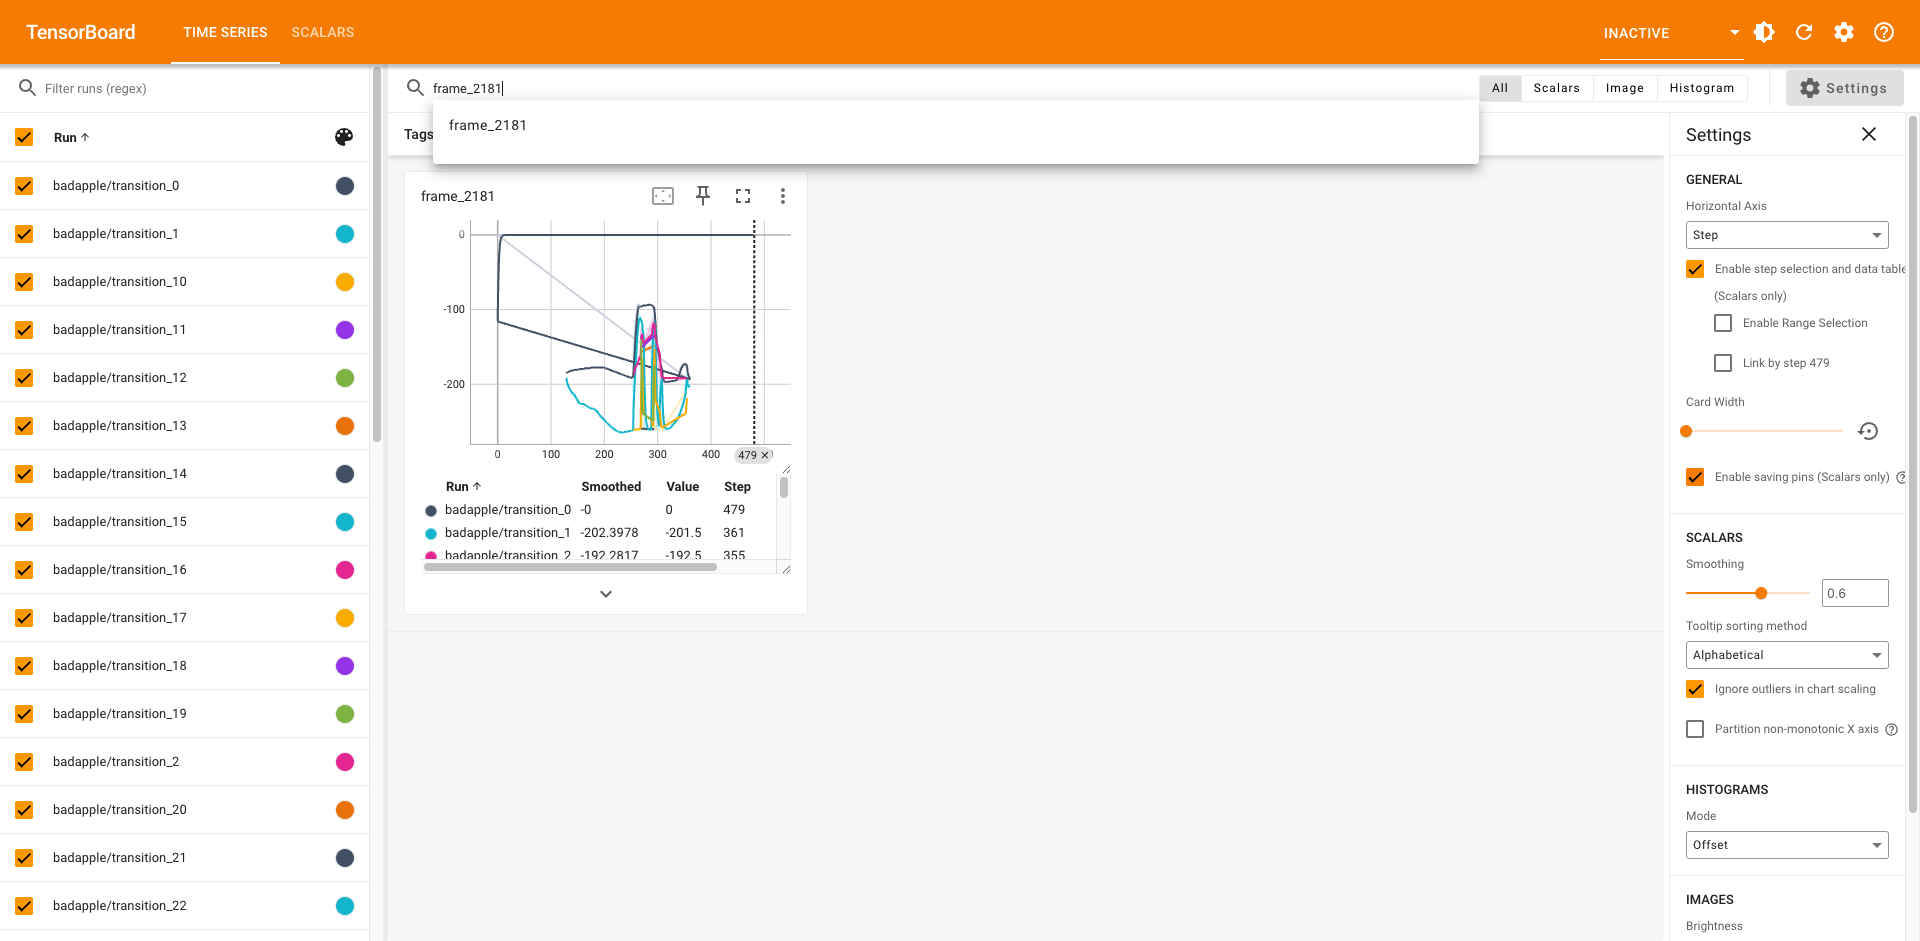 TensorBoard
TIME SERIES
SCALARS
INACTIVE
Filter runs (regex)
frame_2181
All
Scalars
Image
Histogram
Settings
frame_2181
Run
Tags
badapple/transition_0
badapple/transition_1
badapple/transition_10
badapple/transition_11
badapple/transition_12
badapple/transition_13
badapple/transition_14
badapple/transition_15
badapple/transition_16
badapple/transition_17
badapple/transition_18
badapple/transition_19
badapple/transition_2
badapple/transition_20
badapple/transition_21
badapple/transition_22
frame_2181
0
-100
-200
0 100 200 300 400 479
Run Smoothed Value Step
badapple/transition_0 -0 0 479
badapple/transition_1 -202.3978 -201.5 361
badapple/transition_2 -192.2817 -192.5 355
Settings
GENERAL
Horizontal Axis
Step
Enable step selection and data table
(Scalars only)
Enable Range Selection
Link by step 479
Card Width
Enable saving pins (Scalars only)
SCALARS
Smoothing
0.6
Tooltip sorting method
Alphabetical
Ignore outliers in chart scaling
Partition non-monotonic X axis
HISTOGRAMS
Mode
Offset
IMAGES
Brightness